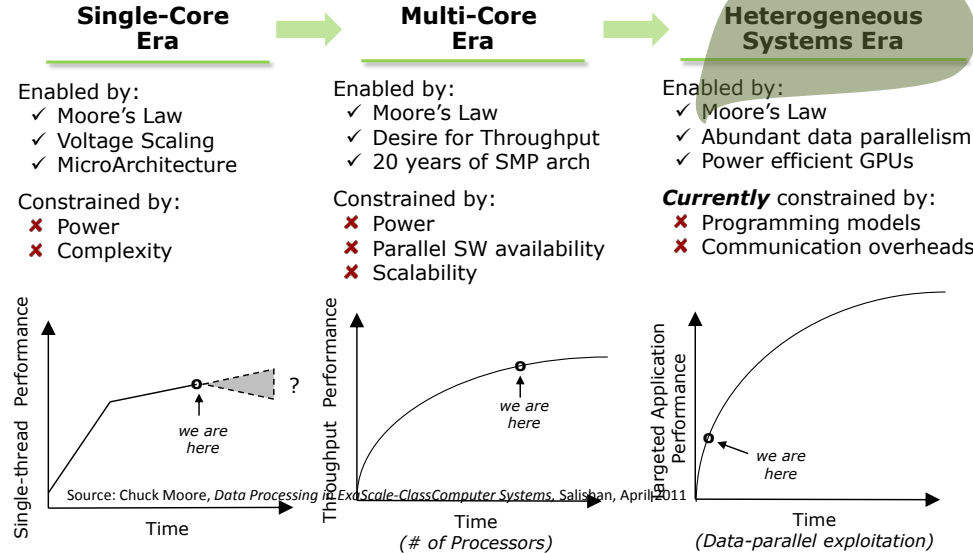 Single-Core
Era
Enabled by:
✓ Moore's Law
✓ Voltage Scaling
✓ MicroArchitecture
Constrained by:
✘ Power
✘ Complexity
Single-thread Performance
?
we are
here
Time
Multi-Core
Era
Enabled by:
✓ Moore's Law
✓ Desire for Throughput
✓ 20 years of SMP arch
Constrained by:
✘ Power
✘ Parallel SW availability
✘ Scalability
Throughput Performance
we are
here
Time
(# of Processors)
Heterogeneous
Systems Era
Enabled by:
✓ Moore's Law
✓ Abundant data parallelism
✓ Power efficient GPUs
Currently constrained by:
✘ Programming models
✘ Communication overheads
Targeted Application
Performance
we are
here
Time
(Data-parallel exploitation)
Source: Chuck Moore, Data Processing in ExaScale-ClassComputer Systems, Salishan, April 2011